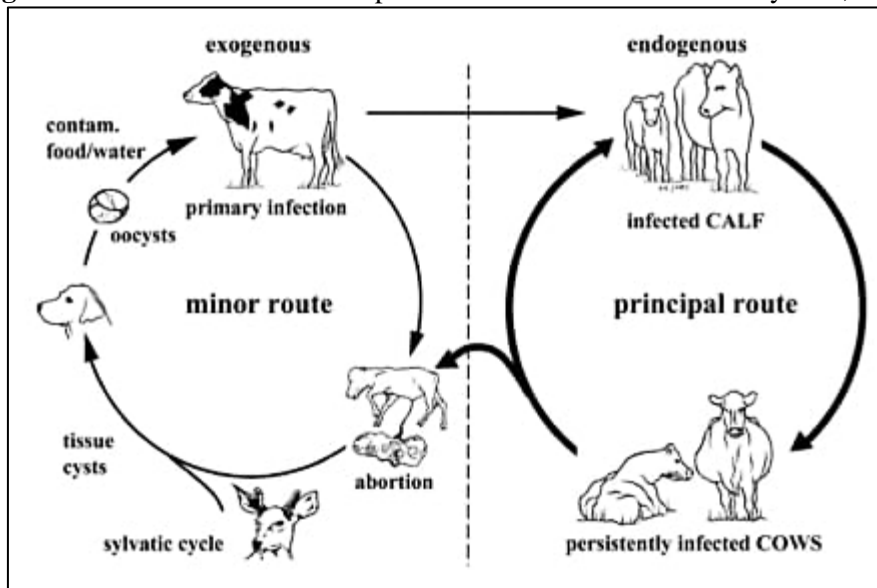 exogenous
endogenous
contam.
food/water
primary infection
oocysts
infected CALF
minor route
principal route
tissue
cysts
abortion
sylvatic cycle
persistently infected COWS